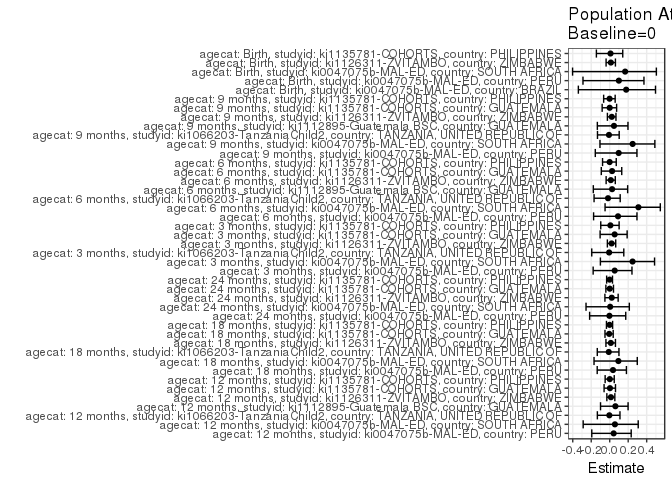 Population At
Baseline=0
agecat: Birth, studyid: ki1135781-COHORTS, country: PHILIPPINES
agecat: Birth, studyid: ki1126311-ZVITAMBO, country: ZIMBABWE
agecat: Birth, studyid: ki0047075b-MAL-ED, country: SOUTH AFRICA
agecat: Birth, studyid: ki0047075b-MAL-ED, country: PERU
agecat: Birth, studyid: ki0047075b-MAL-ED, country: BRAZIL
agecat: 9 months, studyid: ki1135781-COHORTS, country: PHILIPPINES
agecat: 9 months, studyid: ki1135781-COHORTS, country: GUATEMALA
agecat: 9 months, studyid: ki1126311-ZVITAMBO, country: ZIMBABWE
agecat: 9 months, studyid: ki1112895-Guatemala BSC, country: GUATEMALA
agecat: 9 months, studyid: ki1066203-TanzaniaChild2, country: TANZANIA, UNITED REPUBLIC OF
agecat: 9 months, studyid: ki0047075b-MAL-ED, country: SOUTH AFRICA
agecat: 9 months, studyid: ki0047075b-MAL-ED, country: PERU
agecat: 6 months, studyid: ki1135781-COHORTS, country: PHILIPPINES
agecat: 6 months, studyid: ki1135781-COHORTS, country: GUATEMALA
agecat: 6 months, studyid: ki1126311-ZVITAMBO, country: ZIMBABWE
agecat: 6 months, studyid: ki1112895-Guatemala BSC, country: GUATEMALA
agecat: 6 months, studyid: ki1066203-TanzaniaChild2, country: TANZANIA, UNITED REPUBLIC OF
agecat: 6 months, studyid: ki0047075b-MAL-ED, country: SOUTH AFRICA
agecat: 6 months, studyid: ki0047075b-MAL-ED, country: PERU
agecat: 3 months, studyid: ki1135781-COHORTS, country: PHILIPPINES
agecat: 3 months, studyid: ki1135781-COHORTS, country: GUATEMALA
agecat: 3 months, studyid: ki1126311-ZVITAMBO, country: ZIMBABWE
agecat: 3 months, studyid: ki1066203-TanzaniaChild2, country: TANZANIA, UNITED REPUBLIC OF
agecat: 3 months, studyid: ki0047075b-MAL-ED, country: SOUTH AFRICA
agecat: 3 months, studyid: ki0047075b-MAL-ED, country: PERU
agecat: 24 months, studyid: ki1135781-COHORTS, country: PHILIPPINES
agecat: 24 months, studyid: ki1135781-COHORTS, country: GUATEMALA
agecat: 24 months, studyid: ki1126311-ZVITAMBO, country: ZIMBABWE
agecat: 24 months, studyid: ki0047075b-MAL-ED, country: SOUTH AFRICA
agecat: 24 months, studyid: ki0047075b-MAL-ED, country: PERU
agecat: 18 months, studyid: ki1135781-COHORTS, country: PHILIPPINES
agecat: 18 months, studyid: ki1135781-COHORTS, country: GUATEMALA
agecat: 18 months, studyid: ki1126311-ZVITAMBO, country: ZIMBABWE
agecat: 18 months, studyid: ki1066203-TanzaniaChild2, country: TANZANIA, UNITED REPUBLIC OF
agecat: 18 months, studyid: ki0047075b-MAL-ED, country: SOUTH AFRICA
agecat: 18 months, studyid: ki0047075b-MAL-ED, country: PERU
agecat: 12 months, studyid: ki1135781-COHORTS, country: PHILIPPINES
agecat: 12 months, studyid: ki1135781-COHORTS, country: GUATEMALA
agecat: 12 months, studyid: ki1126311-ZVITAMBO, country: ZIMBABWE
agecat: 12 months, studyid: ki1112895-Guatemala BSC, country: GUATEMALA
agecat: 12 months, studyid: ki1066203-TanzaniaChild2, country: TANZANIA, UNITED REPUBLIC OF
agecat: 12 months, studyid: ki0047075b-MAL-ED, country: SOUTH AFRICA
agecat: 12 months, studyid: ki0047075b-MAL-ED, country: PERU
-0.4-0.20.00.20.4
Estimate